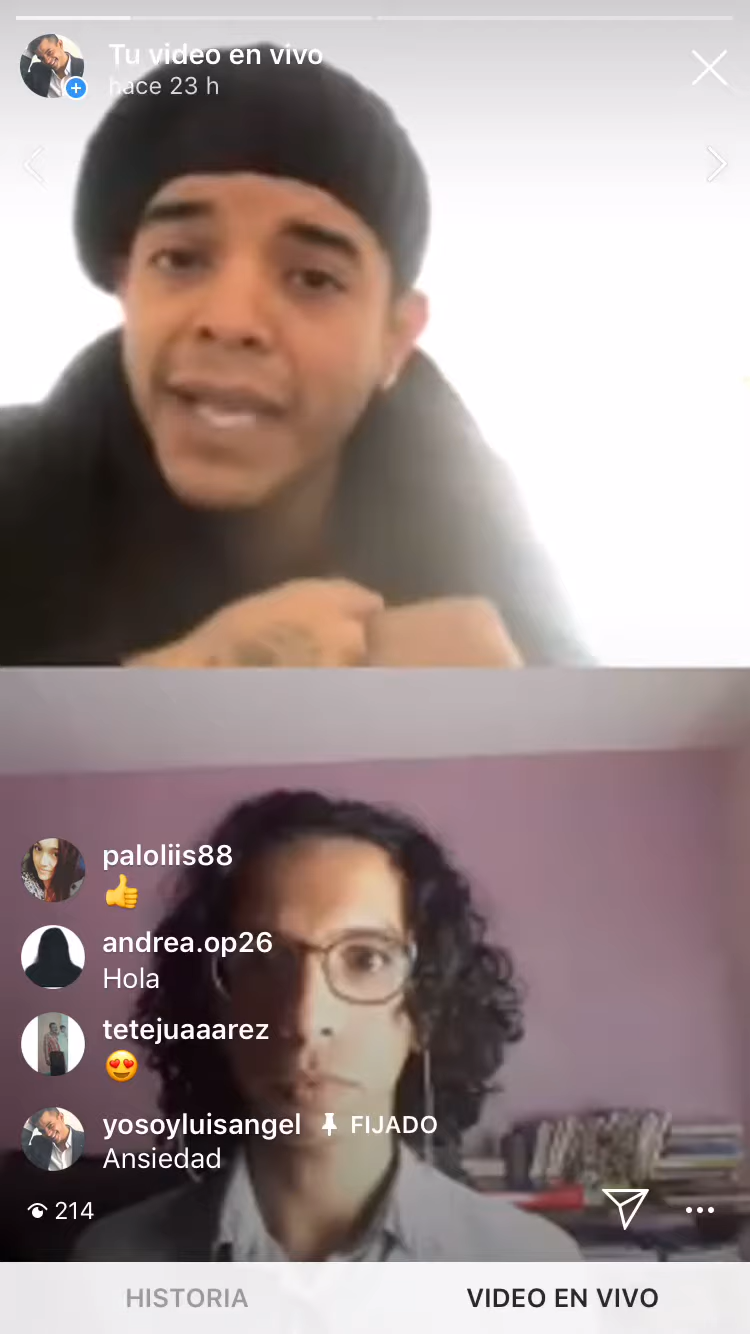 Tu video en vivo
hace 23 h
paloliis88
👍
andrea.op26
Hola
tetejuaaarez
😍
yosoyluisangel FIJADO
Ansiedad
214
HISTORIA VIDEO EN VIVO